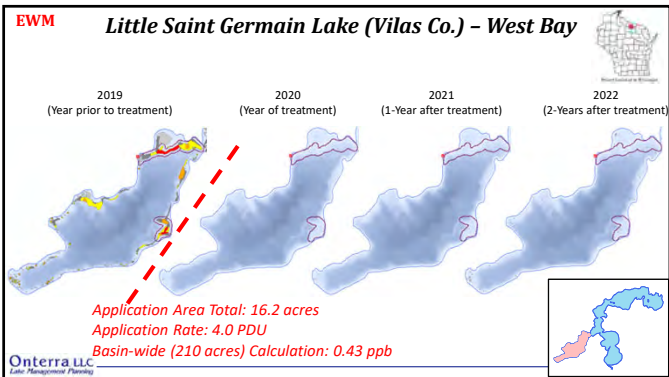 EWM
Little Saint Germain Lake (Vilas Co.) – West Bay
2019
(Year prior to treatment)
2020
(Year of treatment)
2021
(1-Year after treatment)
2022
(2-Years after treatment)
Application Area Total: 16.2 acres
Application Rate: 4.0 PDU
Basin-wide (210 acres) Calculation: 0.43 ppb
Onterra LLC
Lake Management Planning